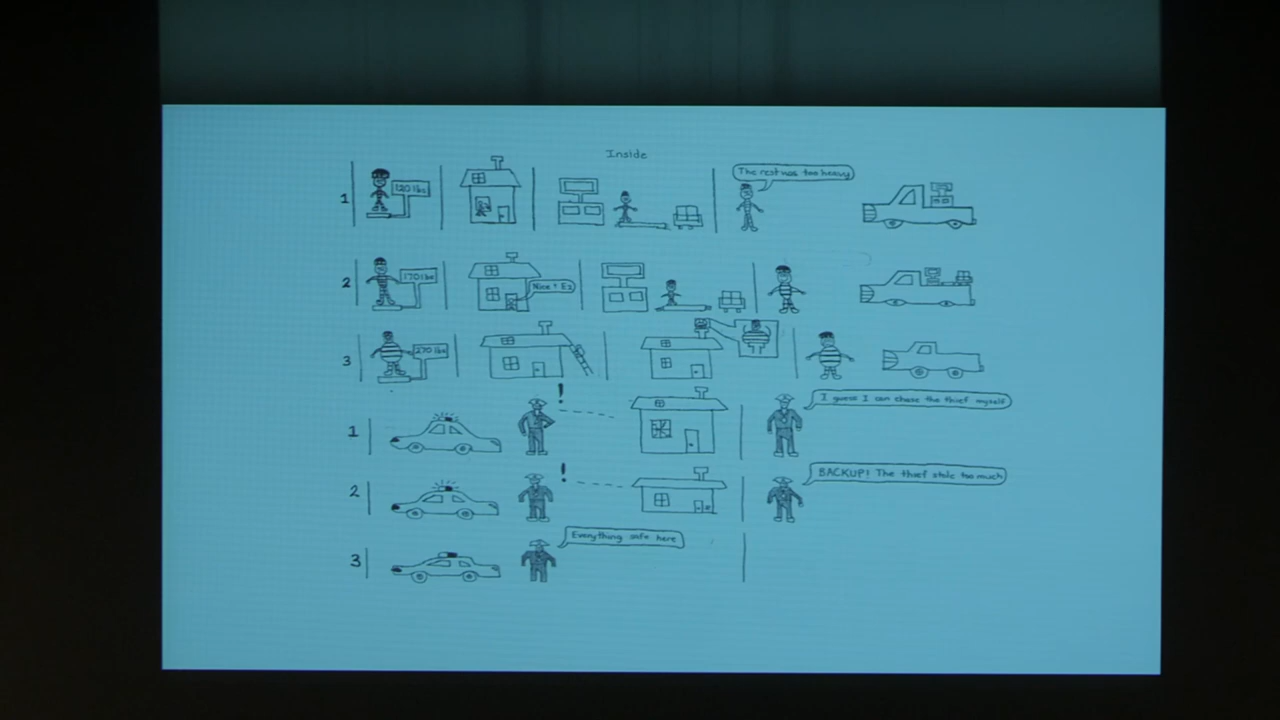 Inside
1
120 lbs
The rest was too heavy
2
170 lbs
Nice + Ez
3
270 lbs
1
!
I guess I can chase the thief myself
2
!
BACKUP! The thief stole too much
3
Everything safe here